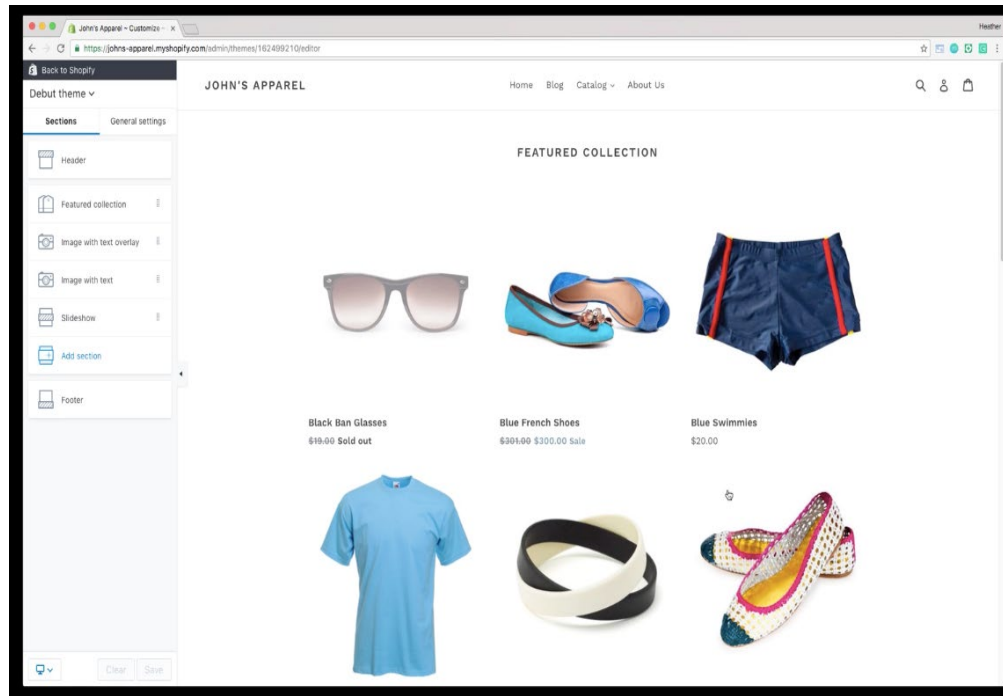 John's Apparel ~ Customize ~
Heather
https://johns-apparel.myshopify.com/admin/themes/162499210/editor
Back to Shopify
Debut theme
Sections General settings
Header
Featured collection
Image with text overlay
Image with text
Slideshow
Add section
Footer
Clear Save
JOHN'S APPAREL
Home Blog Catalog About Us
FEATURED COLLECTION
Black Ban Glasses
$19.00 Sold out
Blue French Shoes
$301.00 $300.00 Sale
Blue Swimmies
$20.00